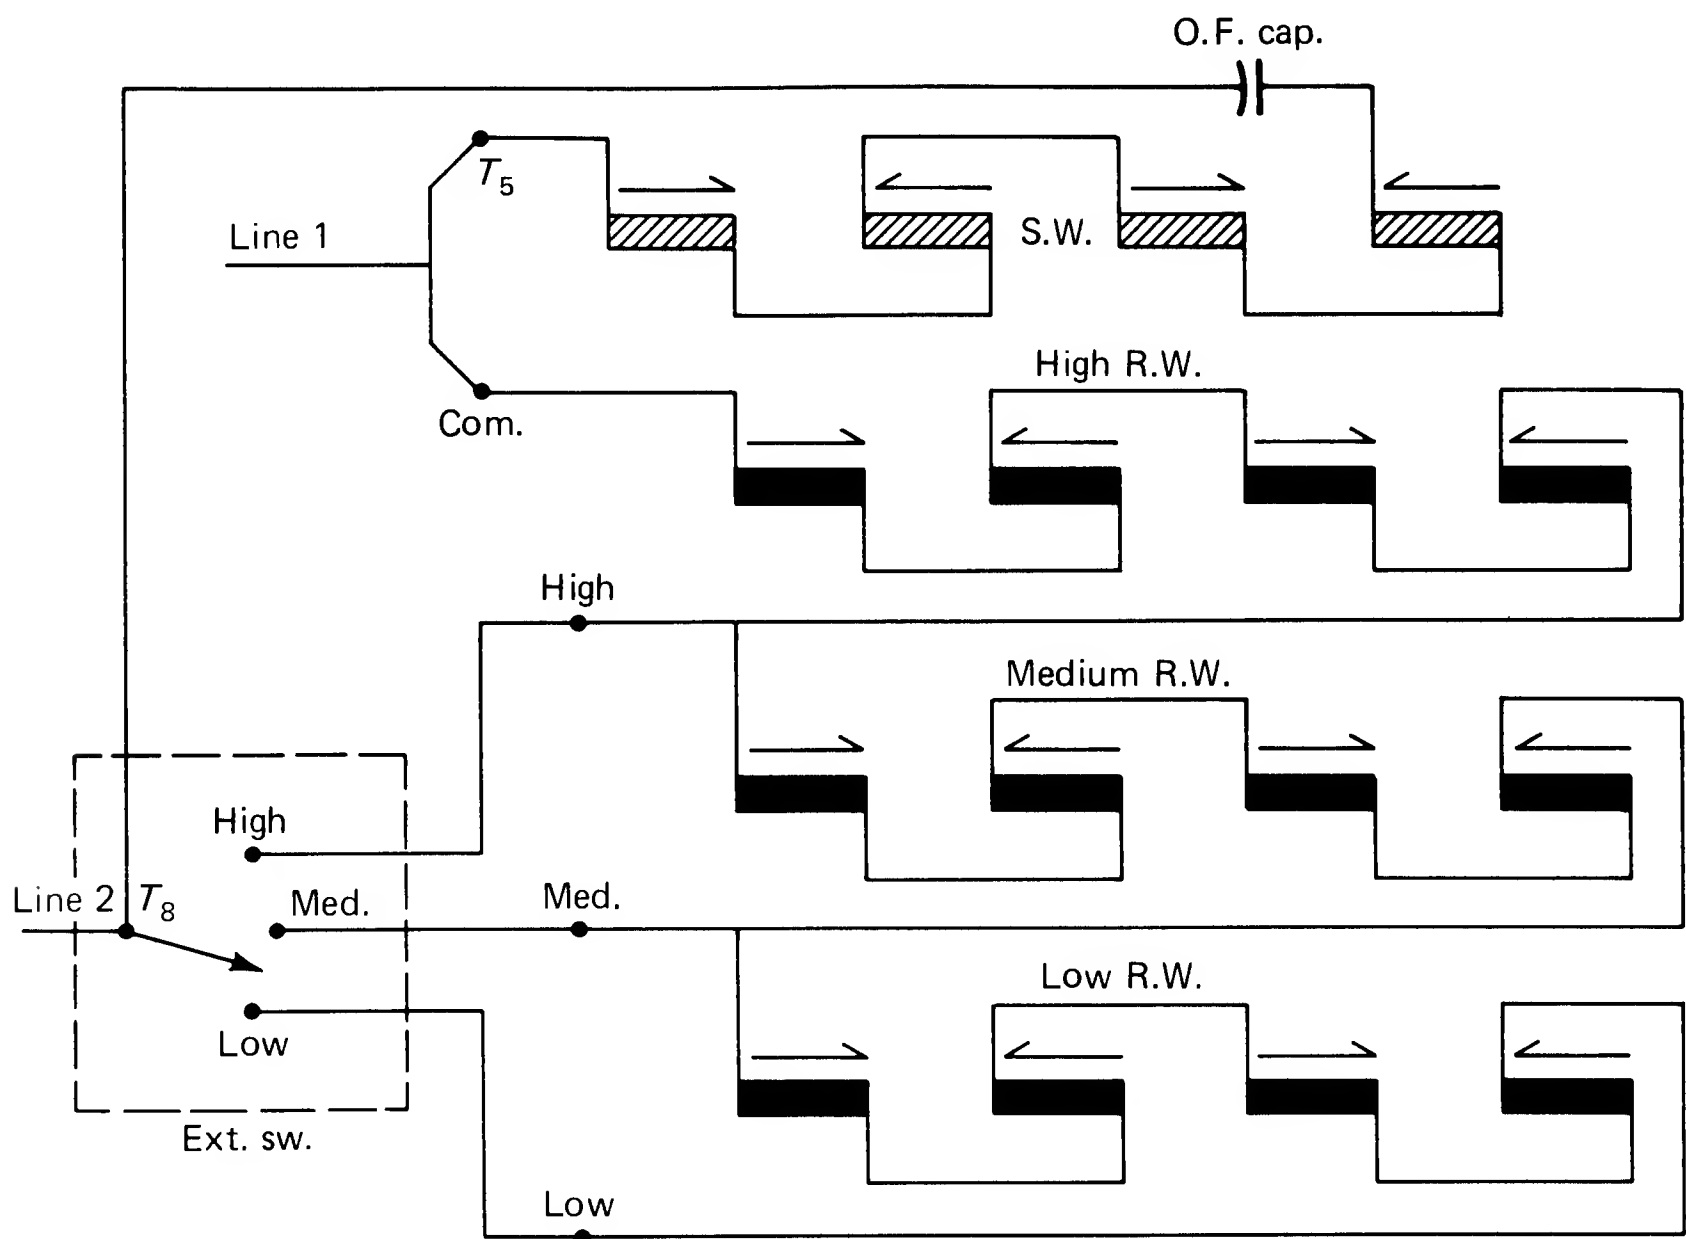 O.F. cap.
T5
Line 1
S.W.
High R.W.
Com.
High
Medium R.W.
High
Line 2 T8
Med.
Med.
Low R.W.
Low
Ext. sw.
Low